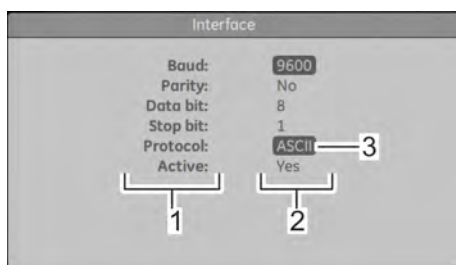 Interface
Baud: 9600
Parity: No
Data bit: 8
Stop bit: 1
Protocol: ASCII 3
Active: Yes
1 2